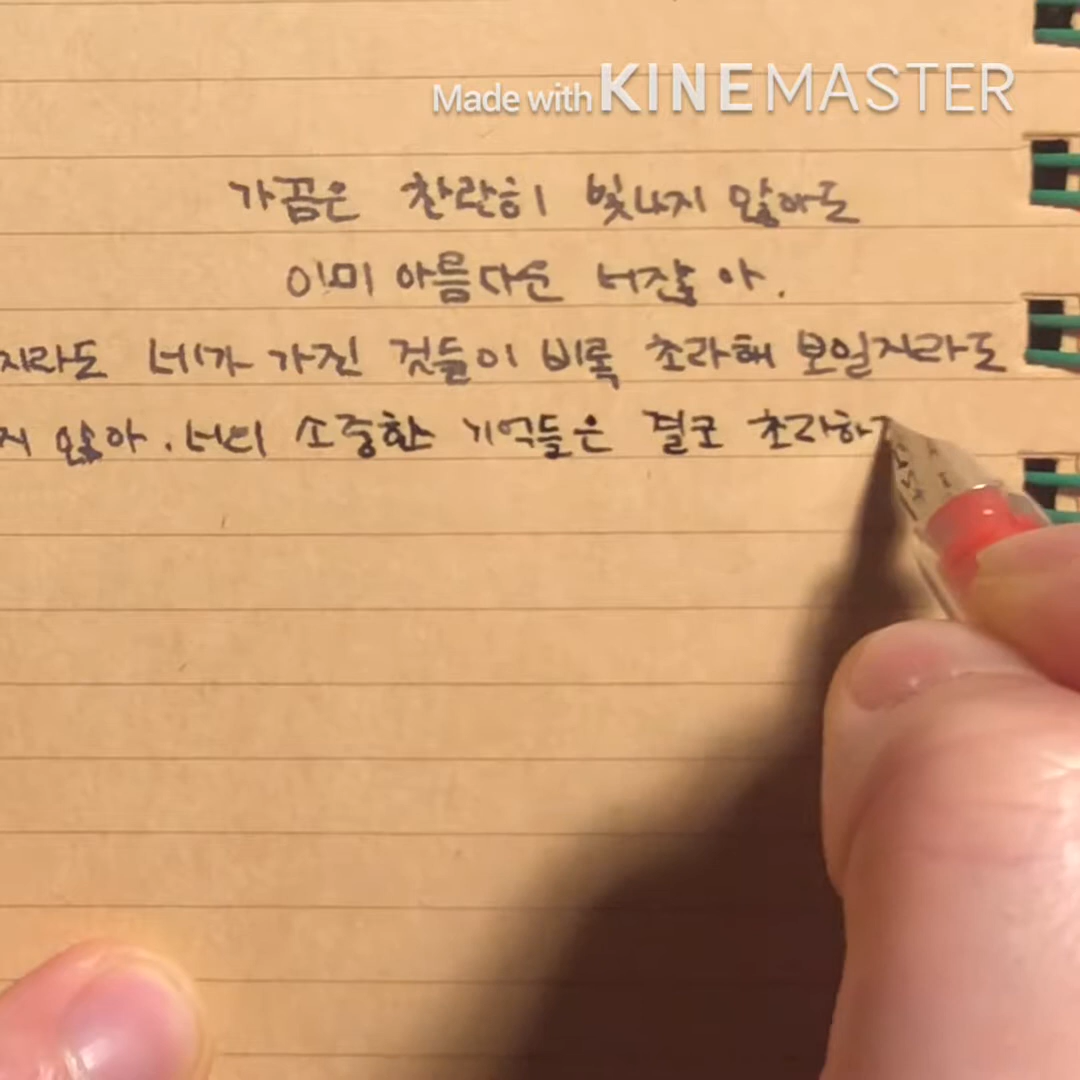 Made with KINEMASTER
가끔은 찬란히 빛나지 않아도
이미 아름다운 너잖아.
지라도 네가 가진 것들이 비록 초라해 보일지라도
지 않아. 너의 소중한 기억들은 결코 초라하지